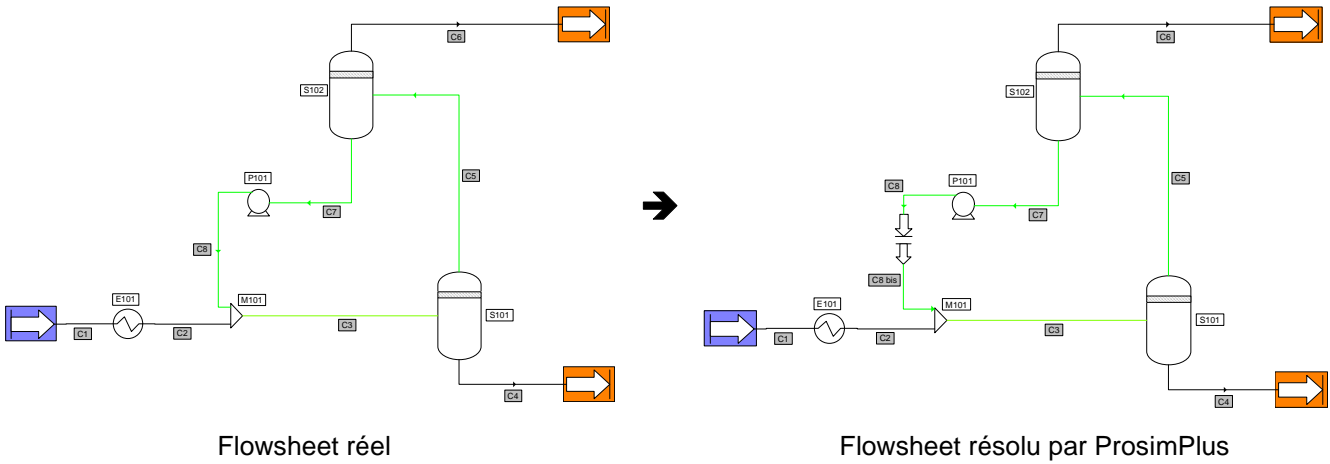 C6
S102
C5
P101
C7
C8
E101
M101
C1
C2
C3
S101
C4
Flowsheet réel
C6
S102
C5
C8
P101
C7
C8 bis
E101
M101
C1
C2
C3
S101
C4
Flowsheet résolu par ProsimPlus